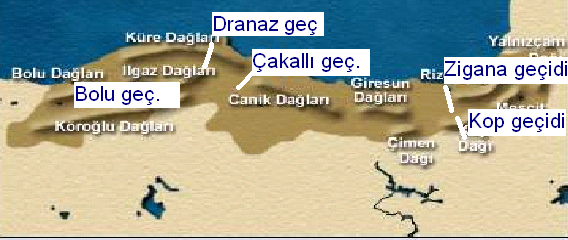 Dranaz geç
Küre Dağları
Yalnızçam
Çakallı geç.
Bolu Dağları
Ilgaz Dağları
Zigana geçidi
Bolu geç.
Canik Dağları
Giresun
Dağları
Köroğlu Dağları
Kop geçidi
Çimen
Dağı
Dağı